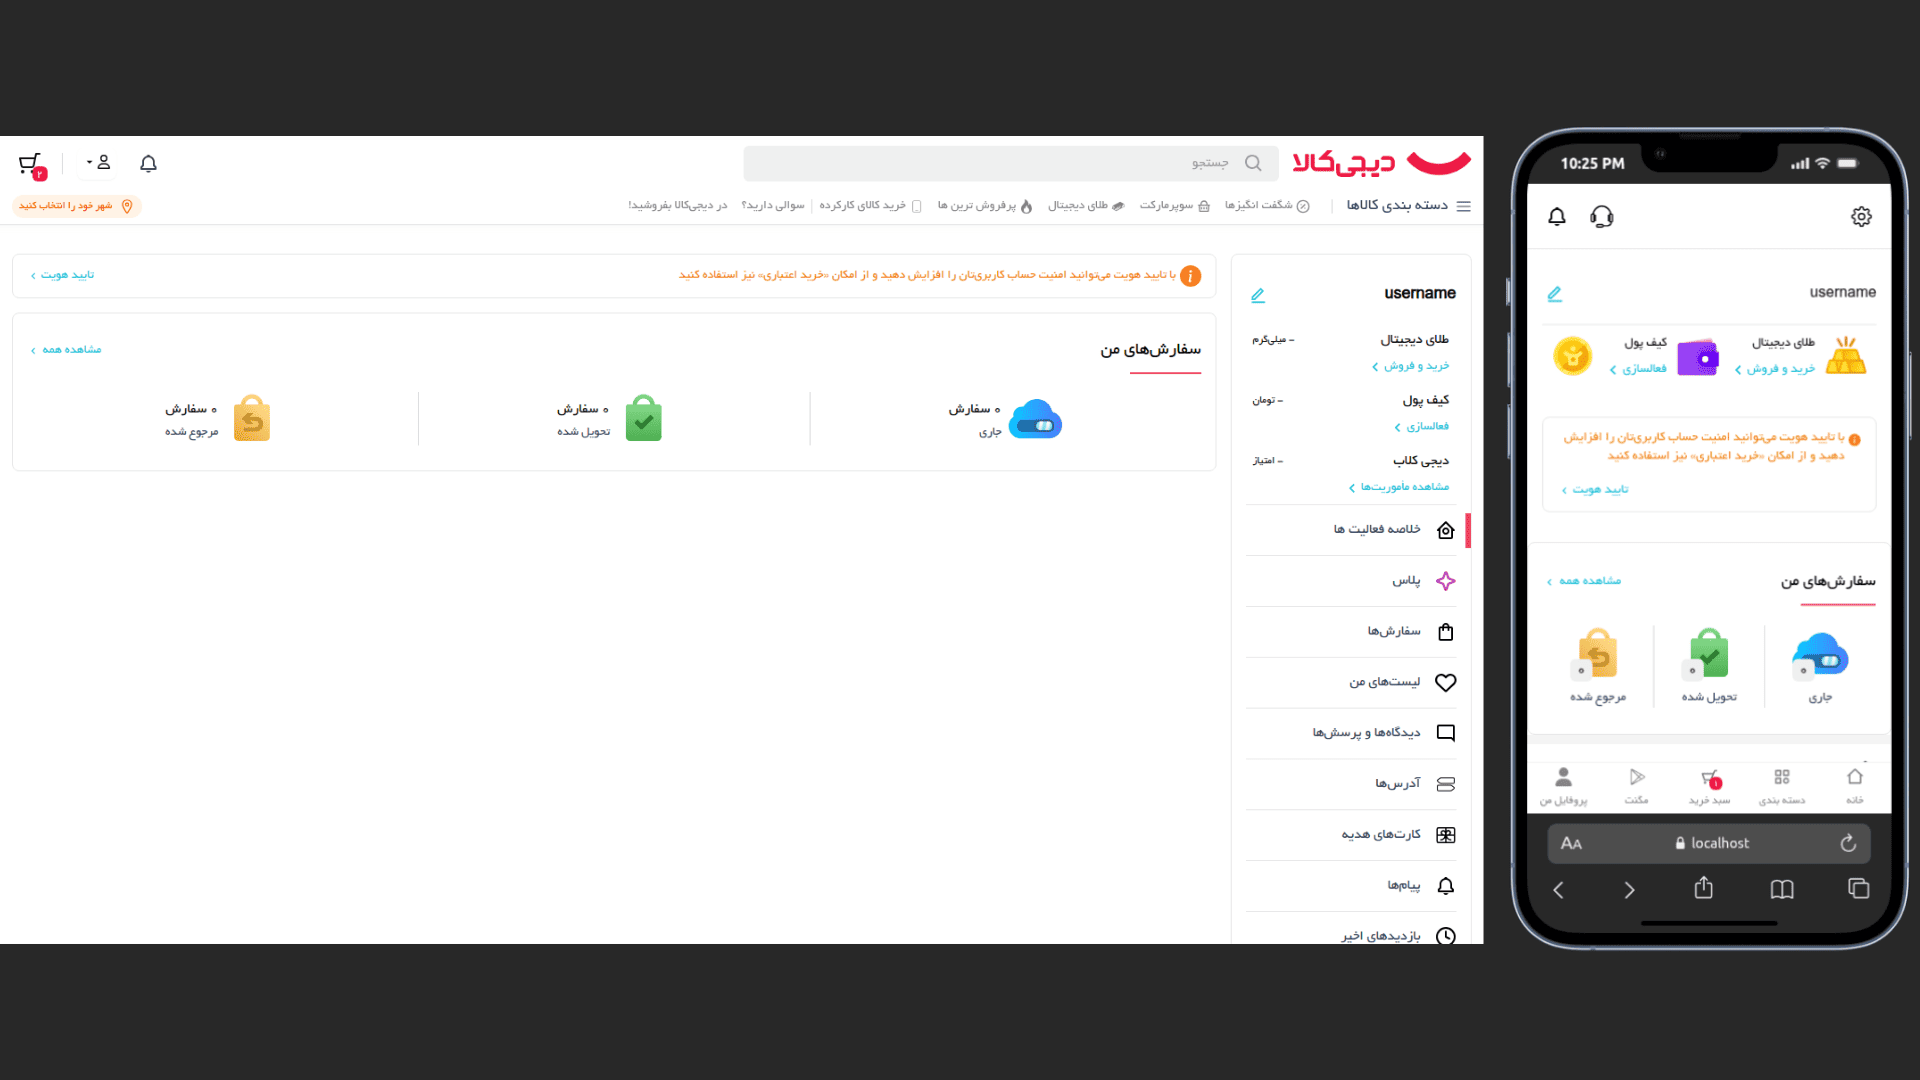 دیجی‌کالا
جستجو
۲
دسته بندی کالاها
شگفت انگیزها
سوپرمارکت
طلای دیجیتال
پرفروش ترین ها
خرید کالای کارکرده
سوالی دارید؟
در دیجی‌کالا بفروشید!
شهر خود را انتخاب کنید
username
طلای دیجیتال
- میلی‌گرم
خرید و فروش
کیف پول
- تومان
فعالسازی
دیجی کلاب
- امتیاز
مشاهده مأموریت‌ها
خلاصه فعالیت ها
پلاس
سفارش‌ها
لیست‌های من
دیدگاه‌ها و پرسش‌ها
آدرس‌ها
کارت‌های هدیه
پیام‌ها
بازدیدهای اخیر
با تایید هویت می‌توانید امنیت حساب کاربری‌تان را افزایش دهید و از امکان «خرید اعتباری» نیز استفاده کنید
تایید هویت
سفارش‌های من
مشاهده همه
۰ سفارش
جاری
۰ سفارش
تحویل شده
۰ سفارش
مرجوع شده
10:25 PM
username
طلای دیجیتال
خرید و فروش
کیف پول
فعالسازی
با تایید هویت می‌توانید امنیت حساب کاربری‌تان را افزایش
دهید و از امکان «خرید اعتباری» نیز استفاده کنید
تایید هویت
سفارش‌های من
مشاهده همه
۰
جاری
۰
تحویل شده
۰
مرجوع شده
خانه
دسته بندی
۱
سبد خرید
مگنت
پروفایل من
AA
localhost